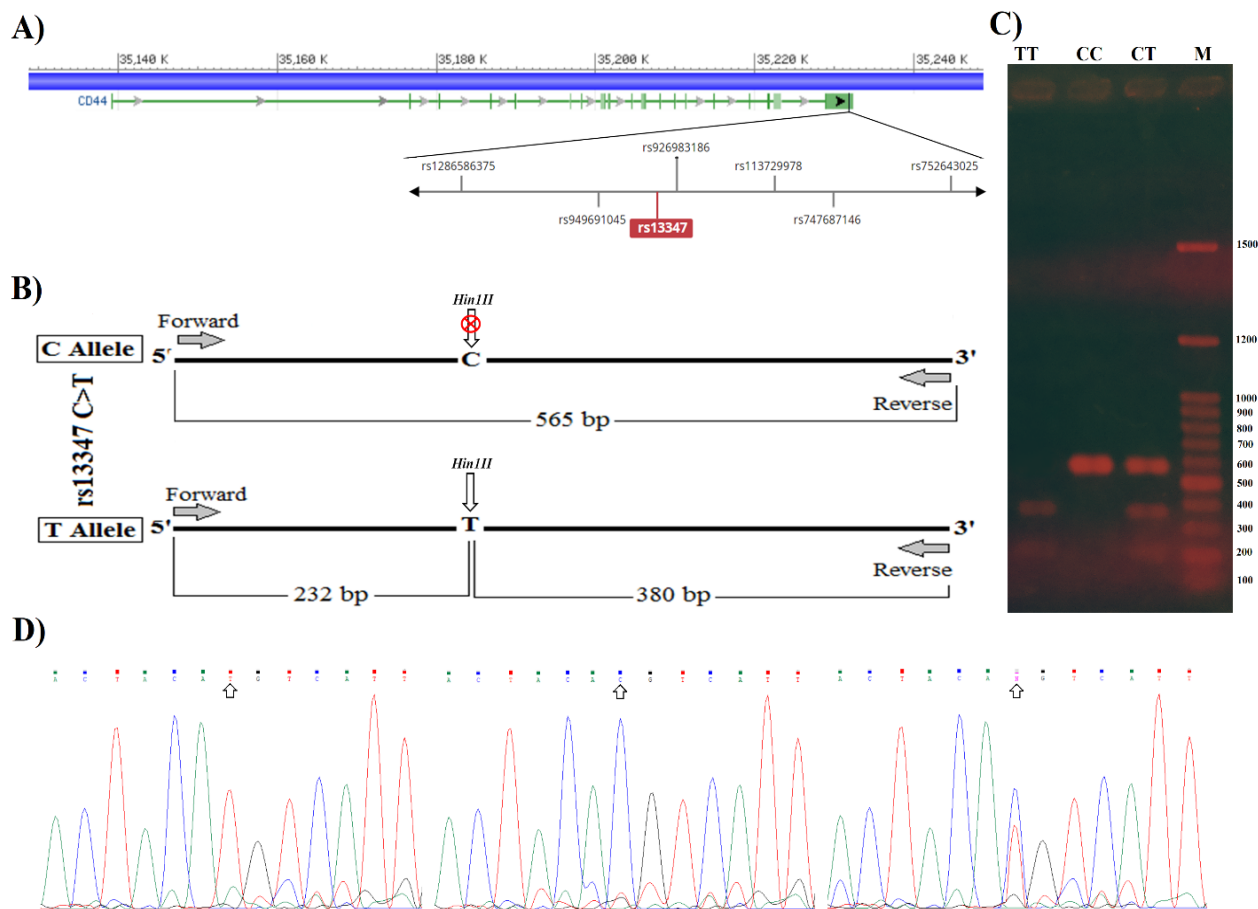 A)
35,140 K 35,160 K 35,180 K 35,200 K 35,220 K 35,240 K
CD44
rs926983186
rs1286586375 rs113729978 rs752643025
rs949691045 rs747687146
rs13347
B)
Hin1II
Forward
C Allele 5' C 3'
Reverse
565 bp
rs13347 C>T
Hin1II
Forward
T Allele 5' T 3'
Reverse
232 bp 380 bp
C)
TT CC CT M
1500
1200
1000
900
800
700
600
500
400
300
200
100
D)
A C T A C A T G T C A T T A C T A C A C G T C A T T A C T A C A G T C A T T